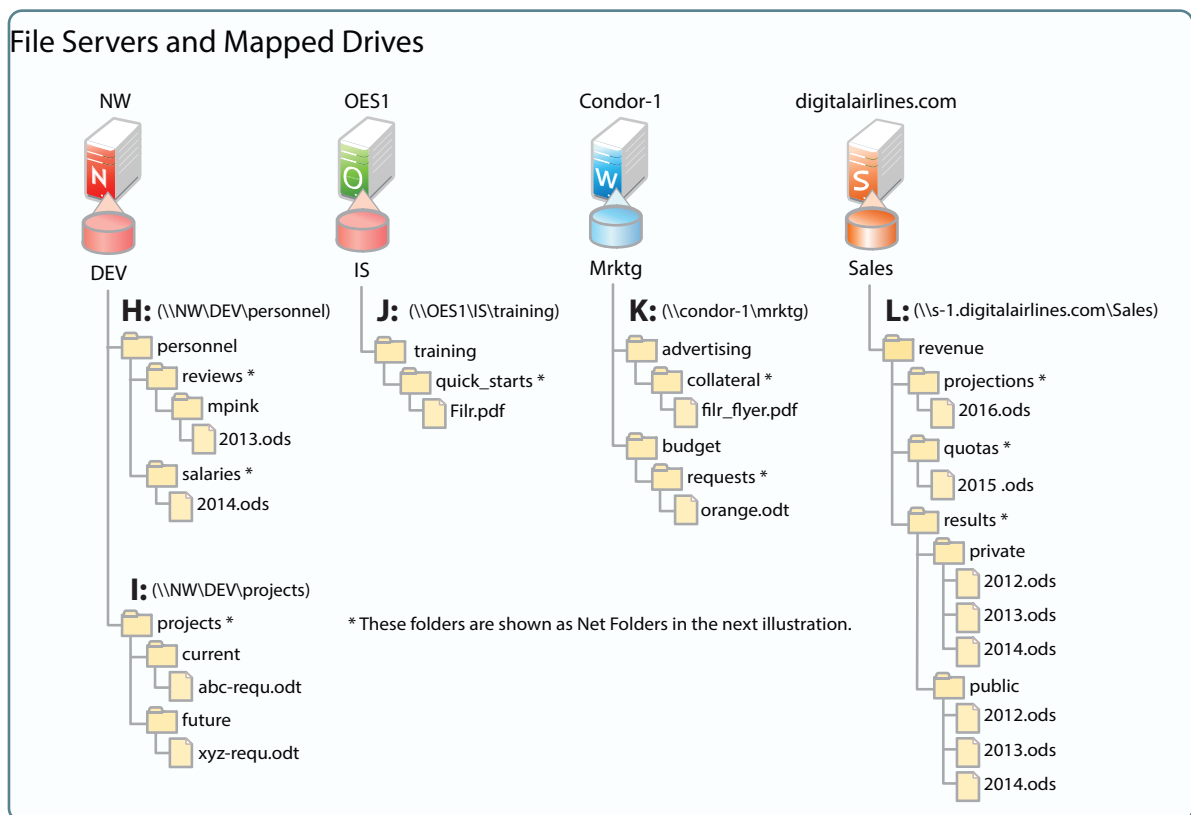 File Servers and Mapped Drives
NW
OES1
Condor-1
digitalairlines.com
N
O
W
S
DEV
IS
Mrktg
Sales
H: (\\NW\DEV\personnel)
personnel
reviews *
mpink
2013.ods
salaries *
2014.ods
I: (\\NW\DEV\projects)
projects *
current
abc-requ.odt
future
xyz-requ.odt
J: (\\OES1\IS\training)
training
quick_starts *
Filr.pdf
K: (\\condor-1\mrktg)
advertising
collateral *
filr_flyer.pdf
budget
requests *
orange.odt
L: (\\s-1.digitalairlines.com\Sales)
revenue
projections *
2016.ods
quotas *
2015 .ods
results *
private
2012.ods
2013.ods
2014.ods
public
2012.ods
2013.ods
2014.ods
* These folders are shown as Net Folders in the next illustration.